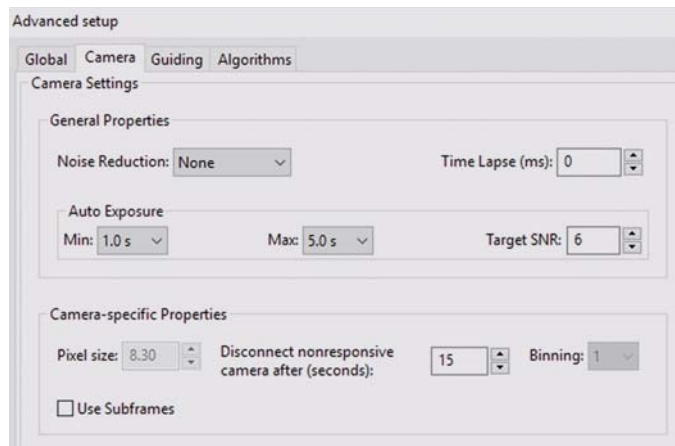 Advanced setup
Global Camera Guiding Algorithms
Camera Settings
General Properties
Noise Reduction: None Time Lapse (ms): 0
Auto Exposure
Min: 1.0 s Max: 5.0 s Target SNR: 6
Camera-specific Properties
Pixel size: 8.30 Disconnect nonresponsive camera after (seconds): 15 Binning: 1
Use Subframes